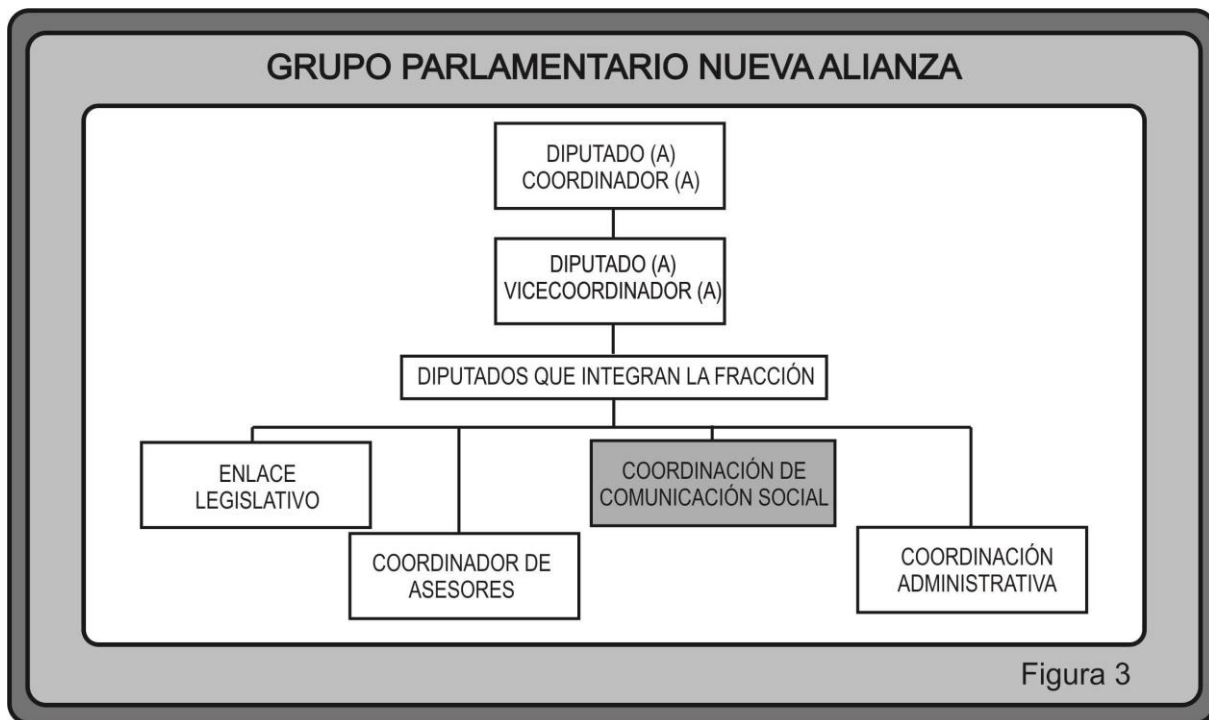 GRUPO PARLAMENTARIO NUEVA ALIANZA
DIPUTADO (A)
COORDINADOR (A)
DIPUTADO (A)
VICECOORDINADOR (A)
DIPUTADOS QUE INTEGRAN LA FRACCIÓN
ENLACE
LEGISLATIVO
COORDINADOR DE
ASESORES
COORDINACIÓN DE
COMUNICACIÓN SOCIAL
COORDINACIÓN
ADMINISTRATIVA
Figura 3